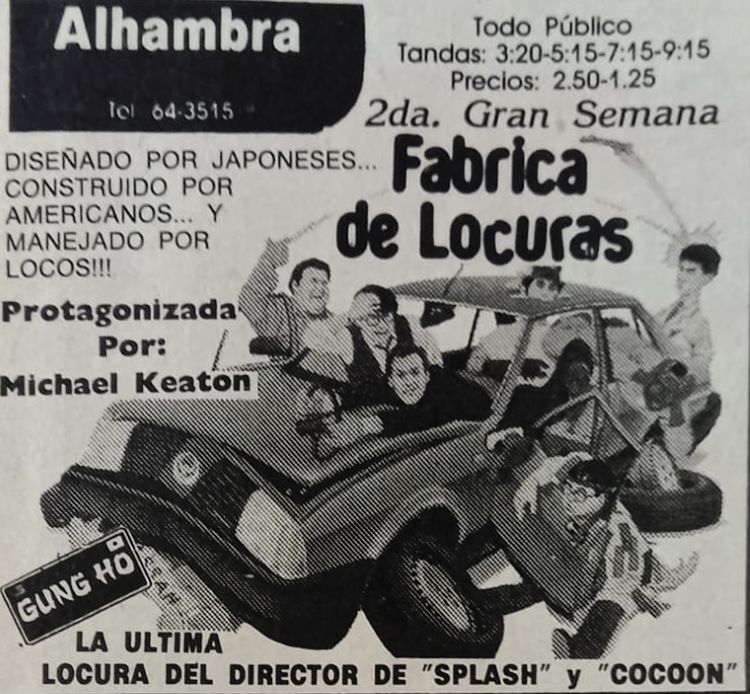 Alhambra
Tel 64-3515
Todo Público
Tandas: 3:20-5:15-7:15-9:15
Precios: 2.50-1.25
2da. Gran Semana
DISEÑADO POR JAPONESES...
CONSTRUIDO POR
AMERICANOS... Y
MANEJADO POR
LOCOS!!!
Fabrica
de Locuras
Protagonizada
Por:
Michael Keaton
GUNG HO
LA ULTIMA
LOCURA DEL DIRECTOR DE "SPLASH" y "COCOON"